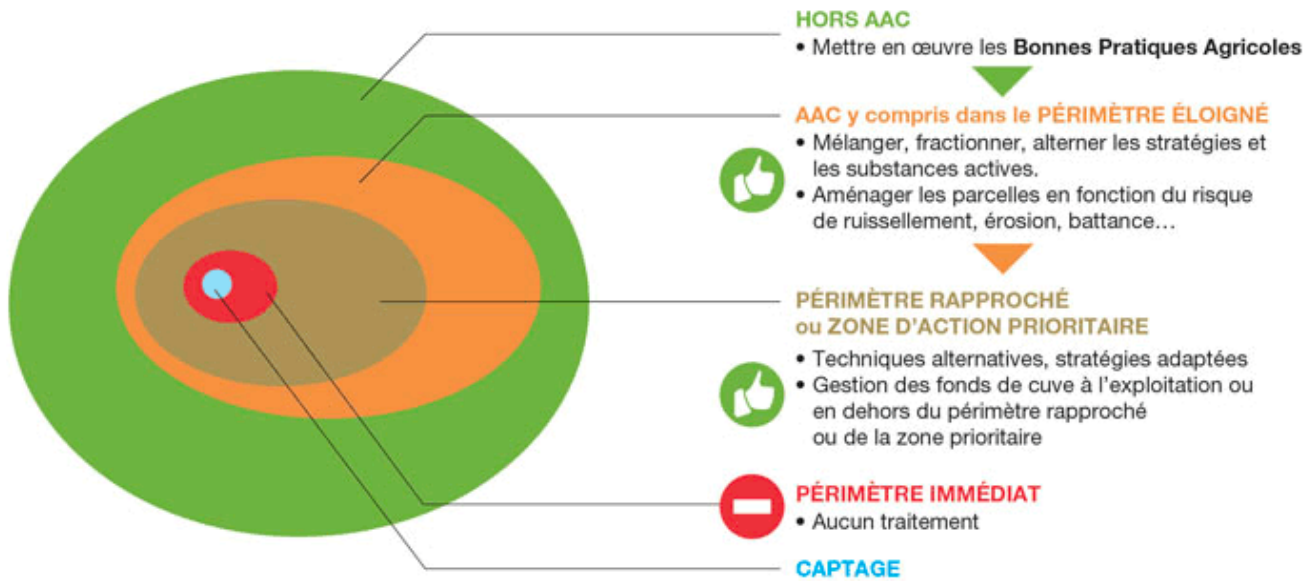 HORS AAC
• Mettre en œuvre les Bonnes Pratiques Agricoles
AAC y compris dans le PÉRIMÈTRE ÉLOIGNÉ
• Mélanger, fractionner, alterner les stratégies et
les substances actives.
• Aménager les parcelles en fonction du risque
de ruissellement, érosion, battance…
PÉRIMÈTRE RAPPROCHÉ
ou ZONE D'ACTION PRIORITAIRE
• Techniques alternatives, stratégies adaptées
• Gestion des fonds de cuve à l'exploitation ou
en dehors du périmètre rapproché
ou de la zone prioritaire
PÉRIMÈTRE IMMÉDIAT
• Aucun traitement
CAPTAGE